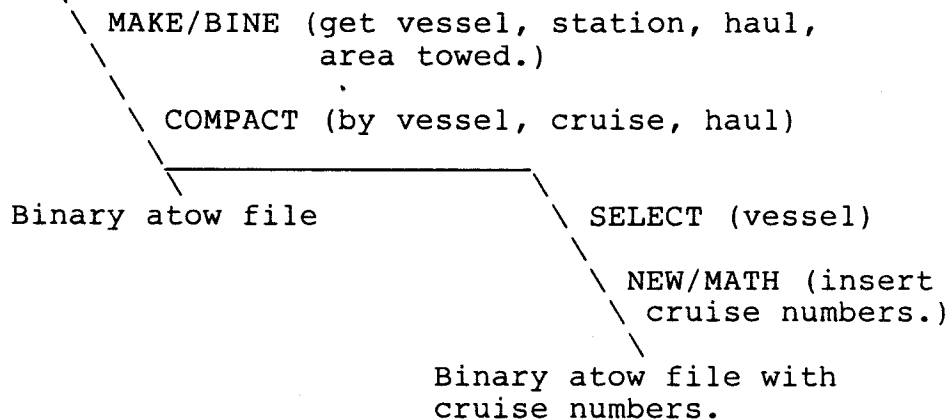 MAKE/BINE (get vessel, station, haul,
area towed.)
COMPACT (by vessel, cruise, haul)
Binary atow file
SELECT (vessel)
NEW/MATH (insert
cruise numbers.)
Binary atow file with
cruise numbers.